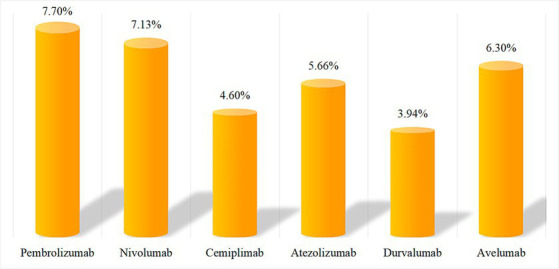 7.70%
7.13%
4.60%
5.66%
3.94%
6.30%
Pembrolizumab
Nivolumab
Cemiplimab
Atezolizumab
Durvalumab
Avelumab